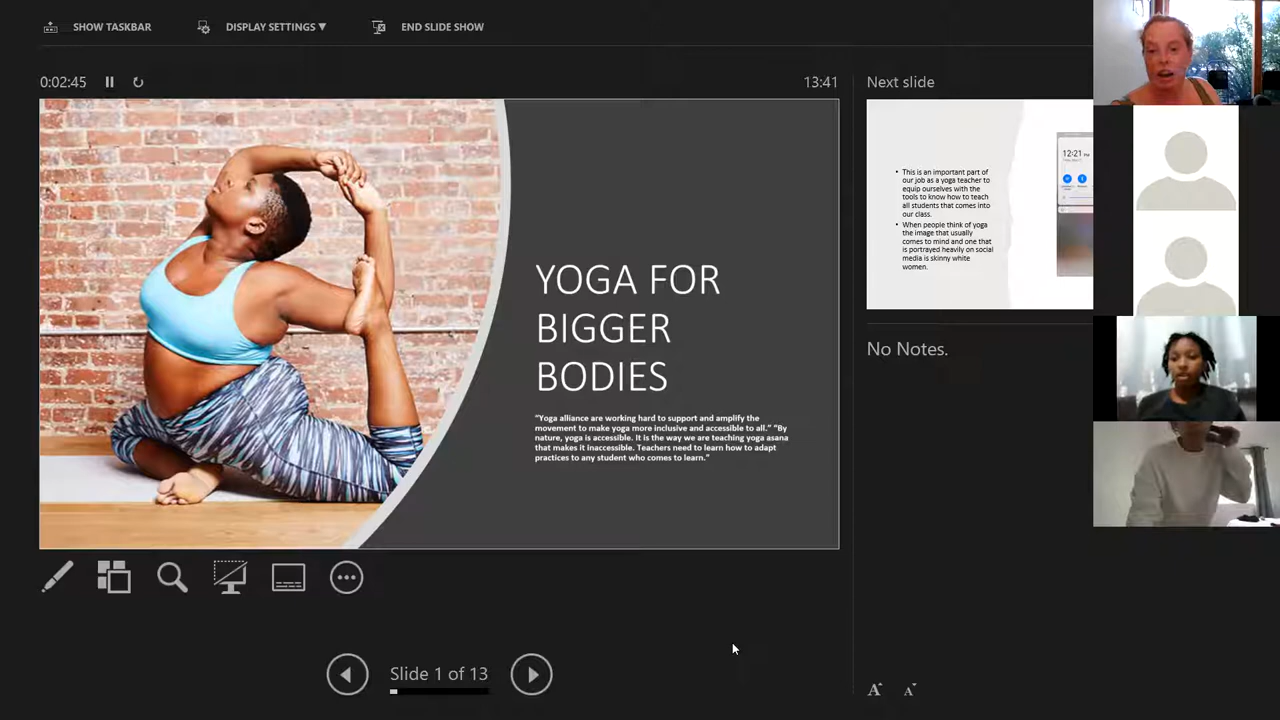 SHOW TASKBAR
DISPLAY SETTINGS ▼
END SLIDE SHOW
0:02:45
13:41
Next slide
YOGA FOR
BIGGER
BODIES
“Yoga alliance are working hard to support and amplify the
movement to make yoga more inclusive and accessible to all.” “By
nature, yoga is accessible. It is the way we are teaching yoga asana
that makes it inaccessible. Teachers need to learn how to adapt
practices to any student who comes to learn.”
• This is an important part of
our job as a yoga teacher to
equip ourselves with the
tools to know how to teach
all students that comes into
our class.
• When people think of yoga
the image that usually
comes to mind and one that
is portrayed heavily on social
media is skinny white
women.
12:21 PM
No Notes.
Slide 1 of 13
A A